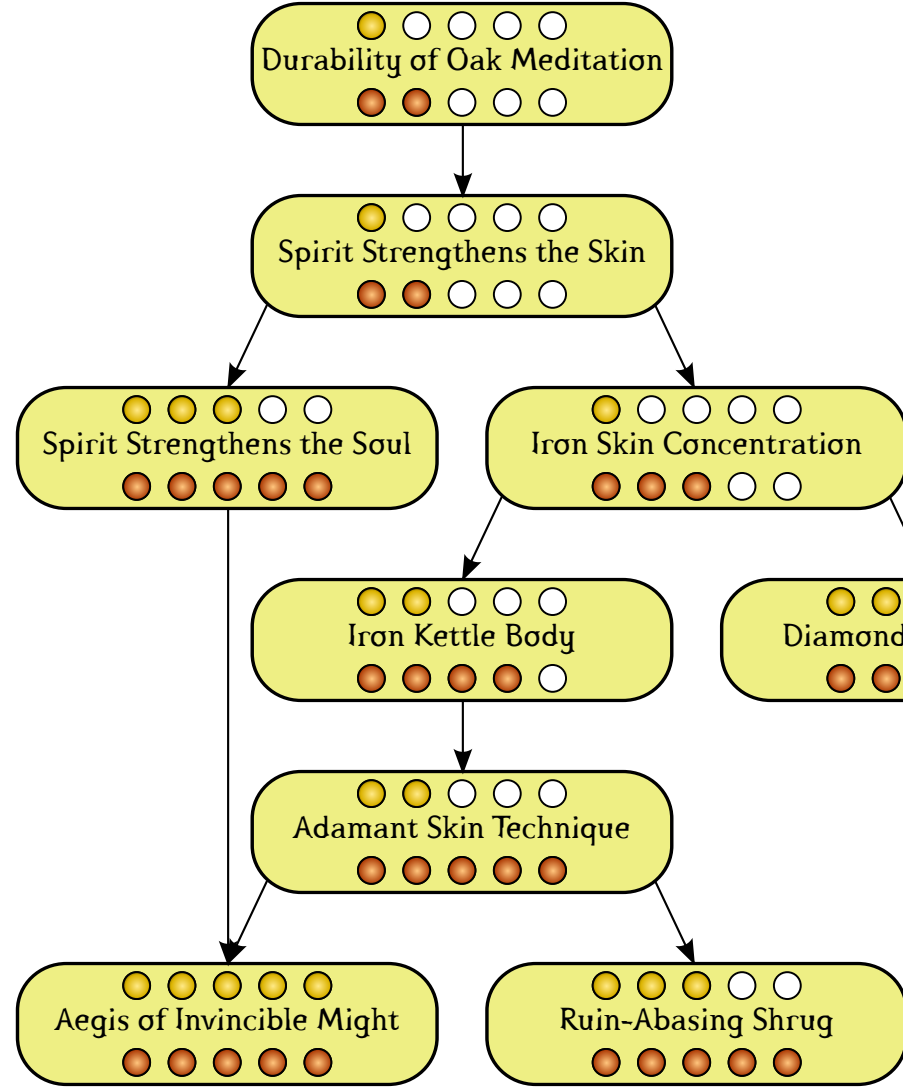 Durability of Oak Meditation
Spirit Strengthens the Skin
Spirit Strengthens the Soul
Iron Skin Concentration
Iron Kettle Body
Diamond
Adamant Skin Technique
Aegis of Invincible Might
Ruin-Abasing Shrug